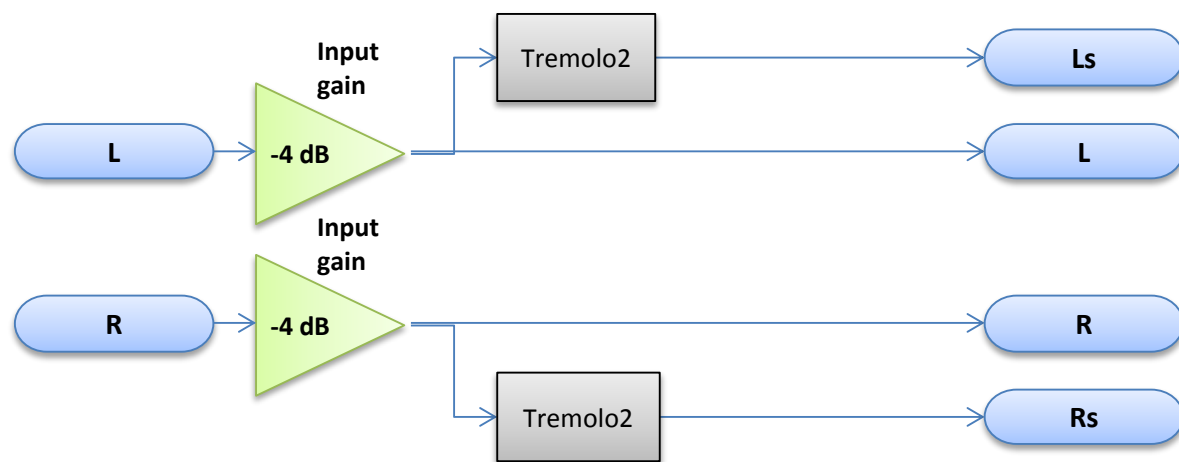 Input
gain
Tremolo2
Ls
L
-4 dB
L
Input
gain
R
-4 dB
R
Tremolo2
Rs